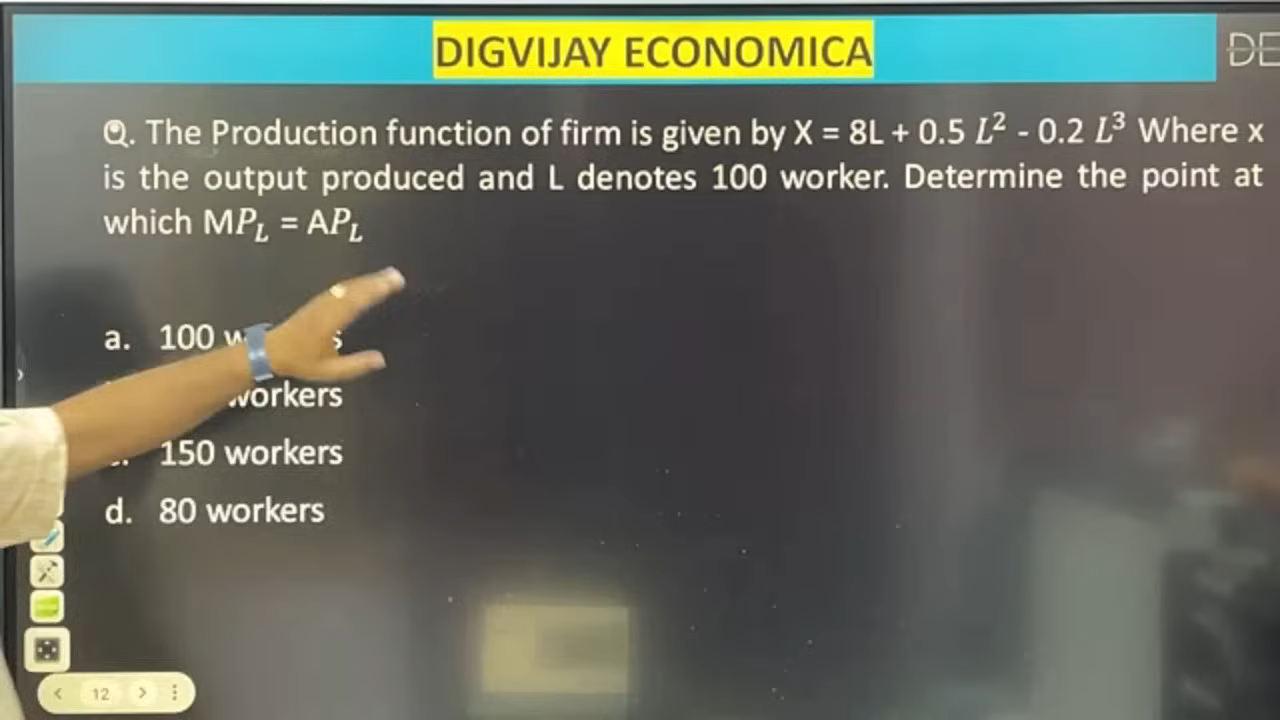 DIGVIJAY ECONOMICA
DE
Q. The Production function of firm is given by X = 8L + 0.5 L² - 0.2 L³ Where x
is the output produced and L denotes 100 worker. Determine the point at
which MP_L = AP_L
a. 100
workers
150 workers
d. 80 workers
12